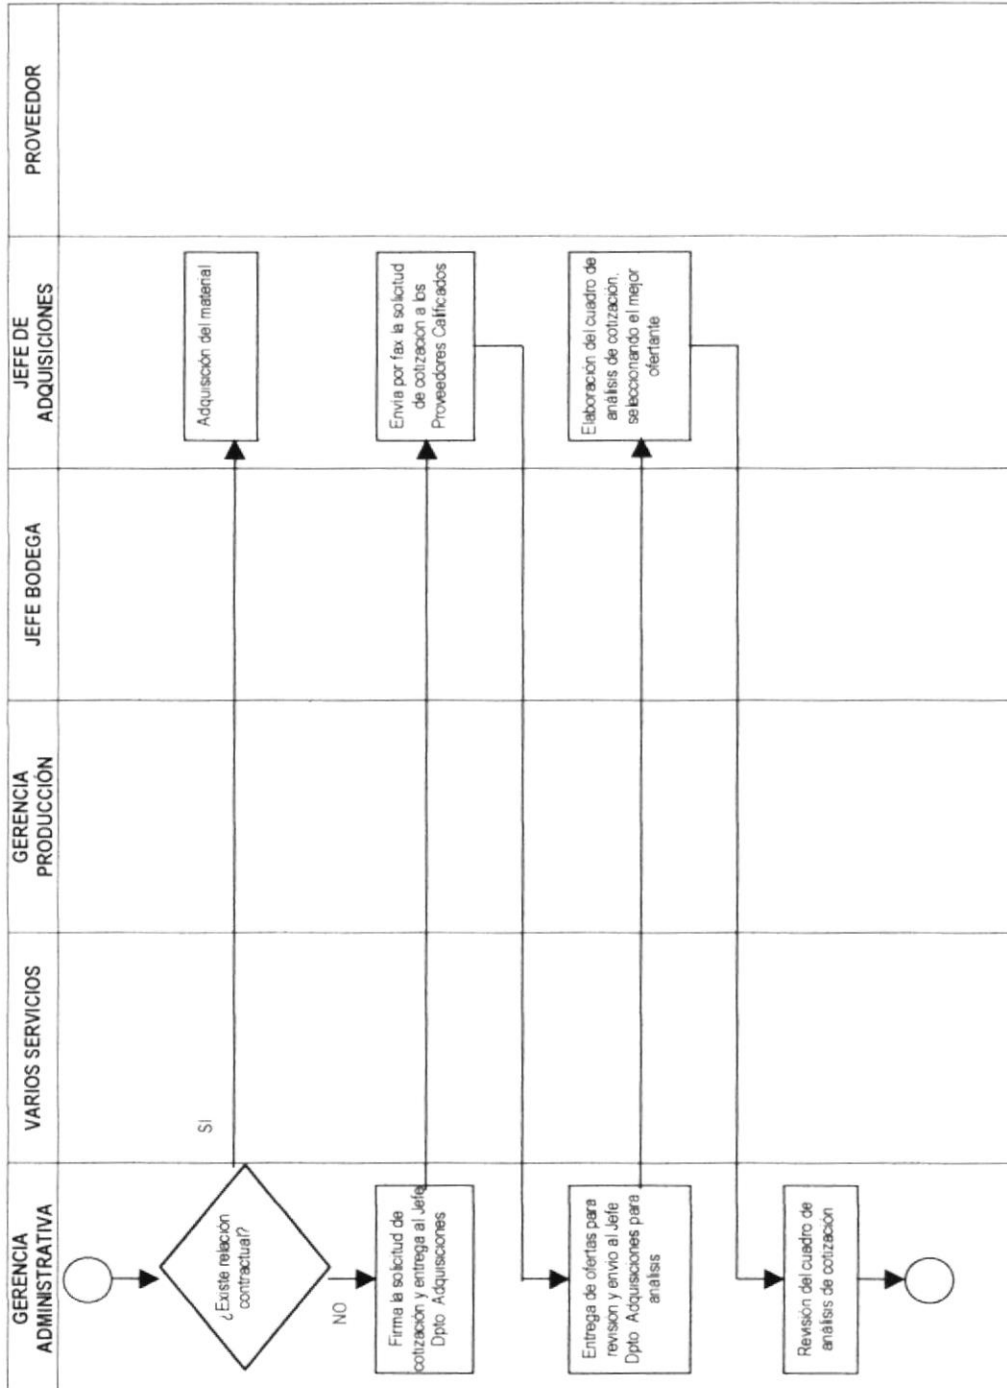 GERENCIA
ADMINISTRATIVA
VARIOS SERVICIOS
GERENCIA
PRODUCCIÓN
JEFE BODEGA
JEFE DE
ADQUISICIONES
PROVEEDOR
¿Existe relación
contractual?
SI
NO
Adquisición del material
Firma la solicitud de
cotización y entrega al Jefe
Dpto Adquisiciones
Envia por fax la solicitud
de cotización a los
Proveedores Calificados
Entrega de ofertas para
revisión y envio al Jefe
Dpto Adquisiciones para
análisis
Elaboración del cuadro de
análisis de cotización,
seleccionando el mejor
ofertante
Revisión del cuadro de
análisis de cotización